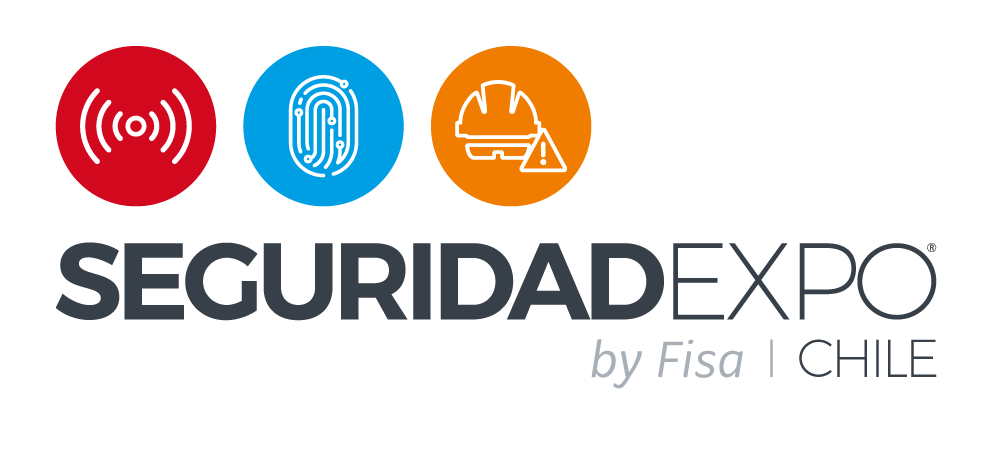 SEGURIDADEXPO®
by Fisa | CHILE